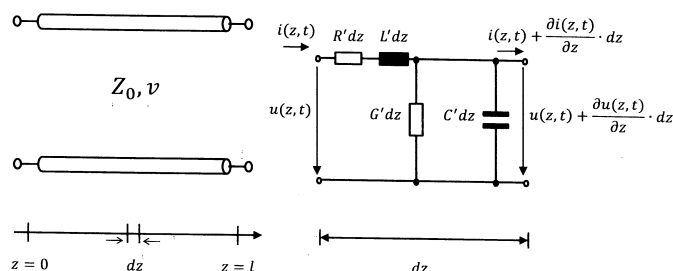 Z₀, v
z = 0
dz
z = l
i(z,t)
R'dz
L'dz
i(z,t) + ∂i(z,t)/∂z · dz
u(z,t)
G'dz
C'dz
u(z,t) + ∂u(z,t)/∂z · dz
dz